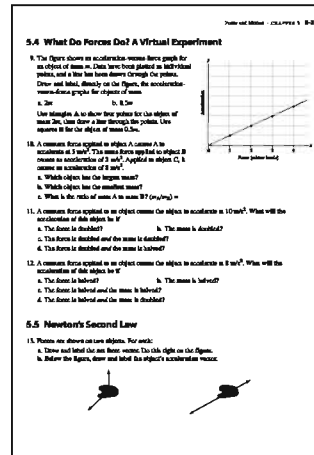 Force and Motion · CHAPTER 5 5-3
5.4 What Do Forces Do? A Virtual Experiment
9. The figure shows an acceleration-versus-force graph for
an object of mass m. Data have been plotted as individual
points, and a line has been drawn through the points.
Draw and label, directly on the figure, the acceleration-
versus-force graphs for objects of mass
a. 2m b. 0.5m
Use triangles ▲ to show four points for the object of
mass 2m, then draw a line through the points. Use
squares ■ for the object of mass 0.5m.
Acceleration
Force (rubber bands)
10. A constant force applied to object A causes A to
accelerate at 5 m/s². The same force applied to object B
causes an acceleration of 3 m/s². Applied to object C, it
causes an acceleration of 8 m/s².
a. Which object has the largest mass?
b. Which object has the smallest mass?
c. What is the ratio of mass A to mass B? (mA/mB) =
11. A constant force applied to an object causes the object to accelerate at 10 m/s². What will the
acceleration of this object be if
a. The force is doubled? b. The mass is doubled?
c. The force is doubled and the mass is doubled?
d. The force is doubled and the mass is halved?
12. A constant force applied to an object causes the object to accelerate at 8 m/s². What will the
acceleration of this object be if
a. The force is halved? b. The mass is halved?
c. The force is halved and the mass is halved?
d. The force is halved and the mass is doubled?
5.5 Newton's Second Law
13. Forces are shown on two objects. For each:
a. Draw and label the net force vector. Do this right on the figure.
b. Below the figure, draw and label the object's acceleration vector.